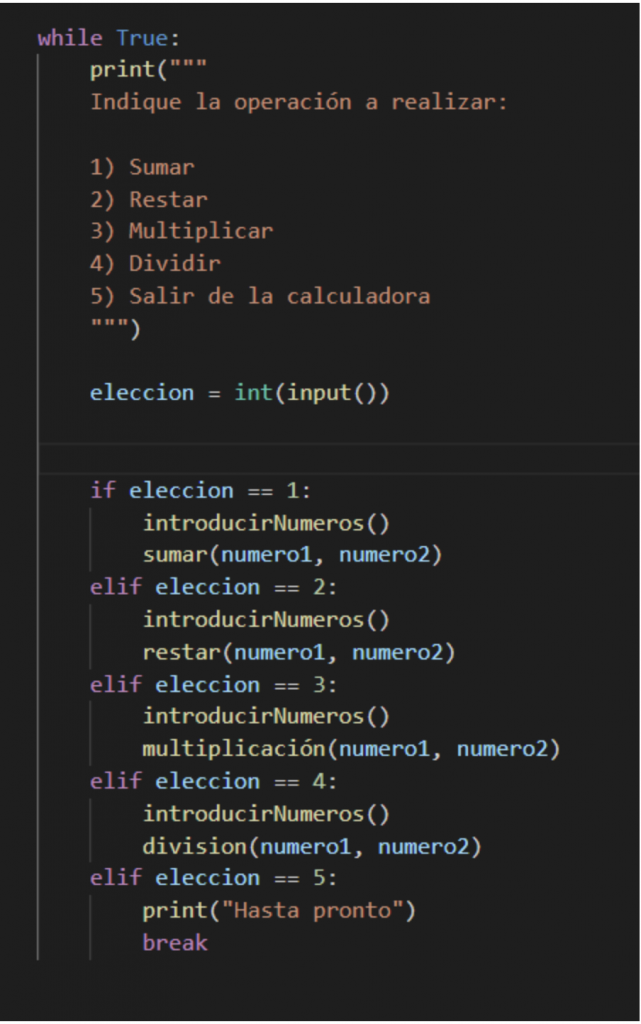 while True:
    print("""
    Indique la operación a realizar:

    1) Sumar
    2) Restar
    3) Multiplicar
    4) Dividir
    5) Salir de la calculadora
    """)

    eleccion = int(input())


    if eleccion == 1:
        introducirNumeros()
        sumar(numero1, numero2)
    elif eleccion == 2:
        introducirNumeros()
        restar(numero1, numero2)
    elif eleccion == 3:
        introducirNumeros()
        multiplicación(numero1, numero2)
    elif eleccion == 4:
        introducirNumeros()
        division(numero1, numero2)
    elif eleccion == 5:
        print("Hasta pronto")
        break